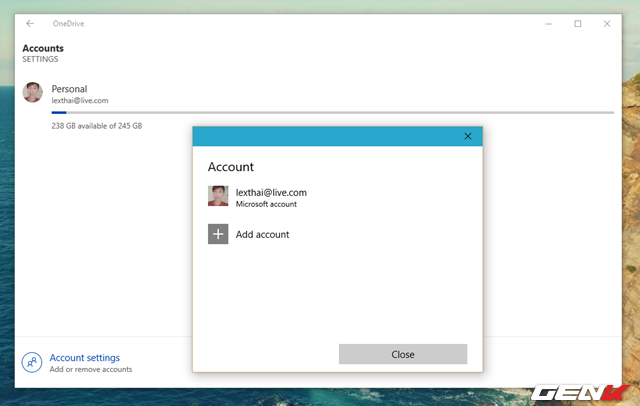 OneDrive
Accounts
SETTINGS
Personal
lexthai@live.com
238 GB available of 245 GB
Account
lexthai@live.com
Microsoft account
Add account
Close
Account settings
Add or remove accounts
GENK